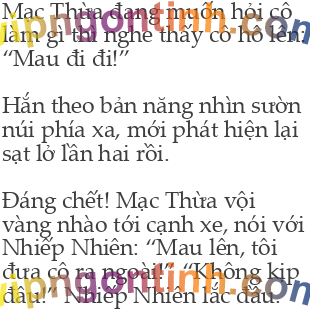 Mạc Thừa đang muốn hỏi cô
làm gì thì nghe thấy cô hô lên:
“Mau đi đi!”
Hắn theo bản năng nhìn sườn
núi phía xa, mới phát hiện lại
sạt lở lần hai rồi.
Đáng chết! Mạc Thừa vội
vàng nhào tới cạnh xe, nói với
Nhiếp Nhiên: “Mau lên, tôi
đưa cô ra ngoài!” “Không kịp
đâu!” Nhiếp Nhiên lắc đầu.